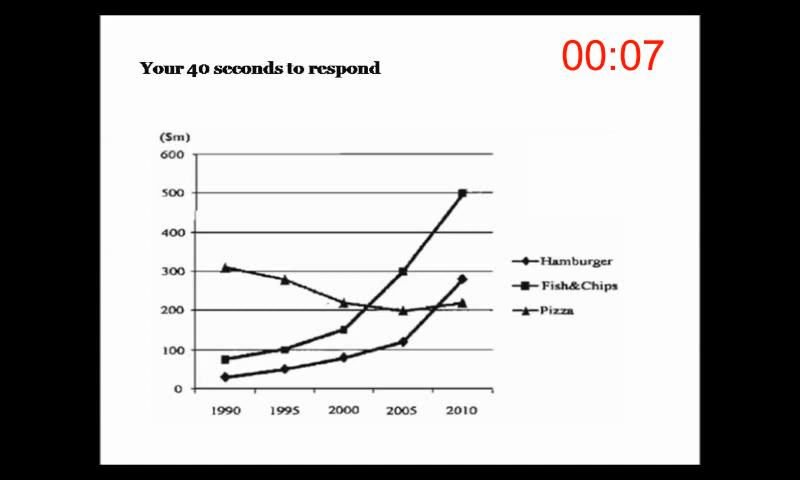 Your 40 seconds to respond
00:07
($m)
600
500
400
300
200
100
0
1990 1995 2000 2005 2010
Hamburger
Fish&Chips
Pizza